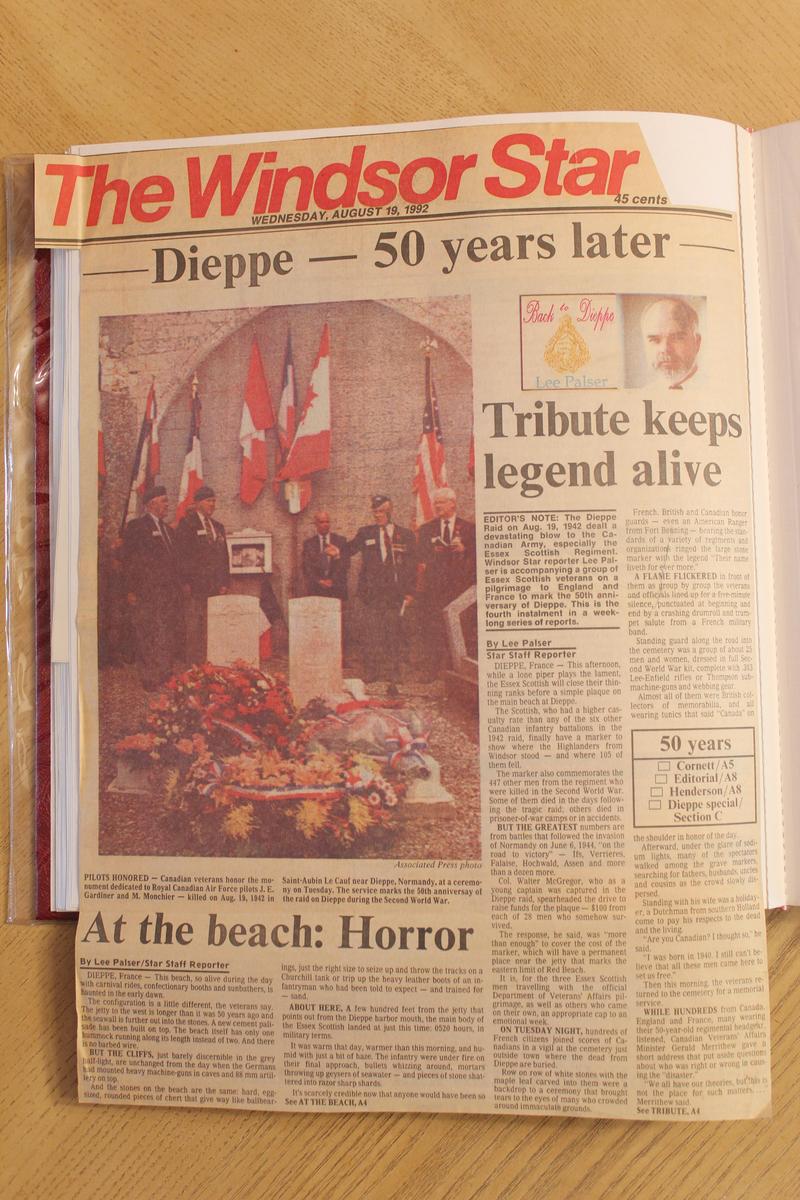 The Windsor Star
45 cents
WEDNESDAY, AUGUST 19, 1992
Dieppe — 50 years later
Back to Dieppe
Lee Palser
Tribute keeps
legend alive
EDITOR'S NOTE: The Dieppe
Raid on Aug. 19, 1942 dealt a
devastating blow to the Ca-
nadian Army, especially the
Essex Scottish Regiment.
Windsor Star reporter Lee Pal-
ser is accompanying a group of
Essex Scottish veterans on a
pilgrimage to England and
France to mark the 50th anni-
versary of Dieppe. This is the
fourth instalment in a week-
long series of reports.
By Lee Palser
Star Staff Reporter
DIEPPE, France — This afternoon,
while a lone piper plays the lament,
the Essex Scottish will close their thin-
ning ranks before a simple plaque on
the main beach at Dieppe.
The Scottish, who had a higher cas-
ualty rate than any of the six other
Canadian infantry battalions in the
1942 raid, finally have a marker to
show where the Highlanders from
Windsor stood — and where 105 of
them fell.
The marker also commemorates the
447 other men from the regiment who
were killed in the Second World War.
Some of them died in the days follow-
ing the tragic raid; others died in
prisoner-of-war camps or in accidents.
BUT THE GREATEST numbers are
from battles that followed the invasion
of Normandy on June 6, 1944, "on the
road to victory" — Ifs, Verrieres,
Falaise, Hochwald, Assen and more
than a dozen more.
Col. Walter McGregor, who as a
young captain was captured in the
Dieppe raid, spearheaded the drive to
raise funds for the plaque — $100 from
each of 28 men who somehow sur-
vived.
The response, he said, was "more
than enough" to cover the cost of the
marker, which will have a permanent
place near the jetty that marks the
eastern limit of Red Beach.
It is, for the three Essex Scottish
men travelling with the official
Department of Veterans' Affairs pil-
grimage, as well as others who came
on their own, an appropriate cap to an
emotional week.
ON TUESDAY NIGHT, hundreds of
French citizens joined scores of Ca-
nadians in a vigil at the cemetery just
outside town where the dead from
Dieppe are buried.
Row on row of white stones with the
maple leaf carved into them were a
backdrop to a ceremony that brought
tears to the eyes of many who crowded
around immaculate grounds.
French, British and Canadian honor
guards — even an American Ranger
from Fort Benning — bearing the stan-
dards of a variety of regiments and
organizations ringed the large stone
marker with the legend "Their name
liveth for ever more."
A FLAME FLICKERED in front of
them as group by group the veterans
and officials lined up for a five-minute
silence, punctuated at beginning and
end by a crashing drumroll and trum-
pet salute from a French military
band.
Standing guard along the road into
the cemetery was a group of about 25
men and women, dressed in full Sec-
ond World War kit, complete with .303
Lee-Enfield rifles or Thompson sub-
machine-guns and webbing gear.
Almost all of them were British col-
lectors of memorabilia, and all
wearing tunics that said "Canada" on
50 years
Cornett/A5
Editorial/A8
Henderson/A8
Dieppe special/
Section C
the shoulder in honor of the day.
Afterward, under the glare of sodi-
um lights, many of the spectators
walked among the grave markers,
searching for fathers, husbands, uncles
and cousins as the crowd slowly dis-
persed.
Standing with his wife was a holiday-
er, a Dutchman from southern Holland,
come to pay his respects to the dead
and the living.
"Are you Canadian? I thought so," he
said.
"I was born in 1940. I still can't be-
lieve that all these men came here to
set us free."
Then this morning, the veterans re-
turned to the cemetery for a memorial
service.
WHILE HUNDREDS from Canada,
England and France, many wearing
their 50-year-old regimental headgear,
listened, Canadian Veterans' Affairs
Minister Gerald Merrithew gave a
short address that put aside questions
about who was right or wrong in caus-
ing the "disaster."
"We all have our theories, but this is
not the place for such matters,
Merrithew said.
See TRIBUTE, A4
Associated Press photo
PILOTS HONORED — Canadian veterans honor the mo-
nument dedicated to Royal Canadian Air Force pilots J. E.
Gardiner and M. Monchier — killed on Aug. 19, 1942 in
Saint-Aubin Le Cauf near Dieppe, Normandy, at a ceremo-
ny on Tuesday. The service marks the 50th anniversary of
the raid on Dieppe during the Second World War.
At the beach: Horror
By Lee Palser/Star Staff Reporter
DIEPPE, France — This beach, so alive during the day
with carnival rides, confectionery booths and sunbathers, is
haunted in the early dawn.
The configuration is a little different, the veterans say.
The jetty to the west is longer than it was 50 years ago and
the seawall is further out into the stones. A new cement pali-
sade has been built on top. The beach itself has only one
hummock running along its length instead of two. And there
is no barbed wire.
BUT THE CLIFFS, just barely discernible in the grey
half-light, are unchanged from the day when the Germans
had mounted heavy machine-guns in caves and 88 mm artil-
lery on top.
And the stones on the beach are the same: hard, egg-
sized, rounded pieces of chert that give way like ballbear-
ings, just the right size to seize up and throw the tracks on a
Churchill tank or trip up the heavy leather boots of an in-
fantryman who had been told to expect — and trained for
— sand.
ABOUT HERE, A few hundred feet from the jetty that
points out from the Dieppe harbor mouth, the main body of
the Essex Scottish landed at just this time: 0520 hours, in
military terms.
It was warm that day, warmer than this morning, and hu-
mid with just a bit of haze. The infantry were under fire on
their final approach, bullets whizzing around, mortars
throwing up geysers of seawater — and pieces of stone shat-
tered into razor sharp shards.
It's scarcely credible now that anyone would have been so
See AT THE BEACH, A4